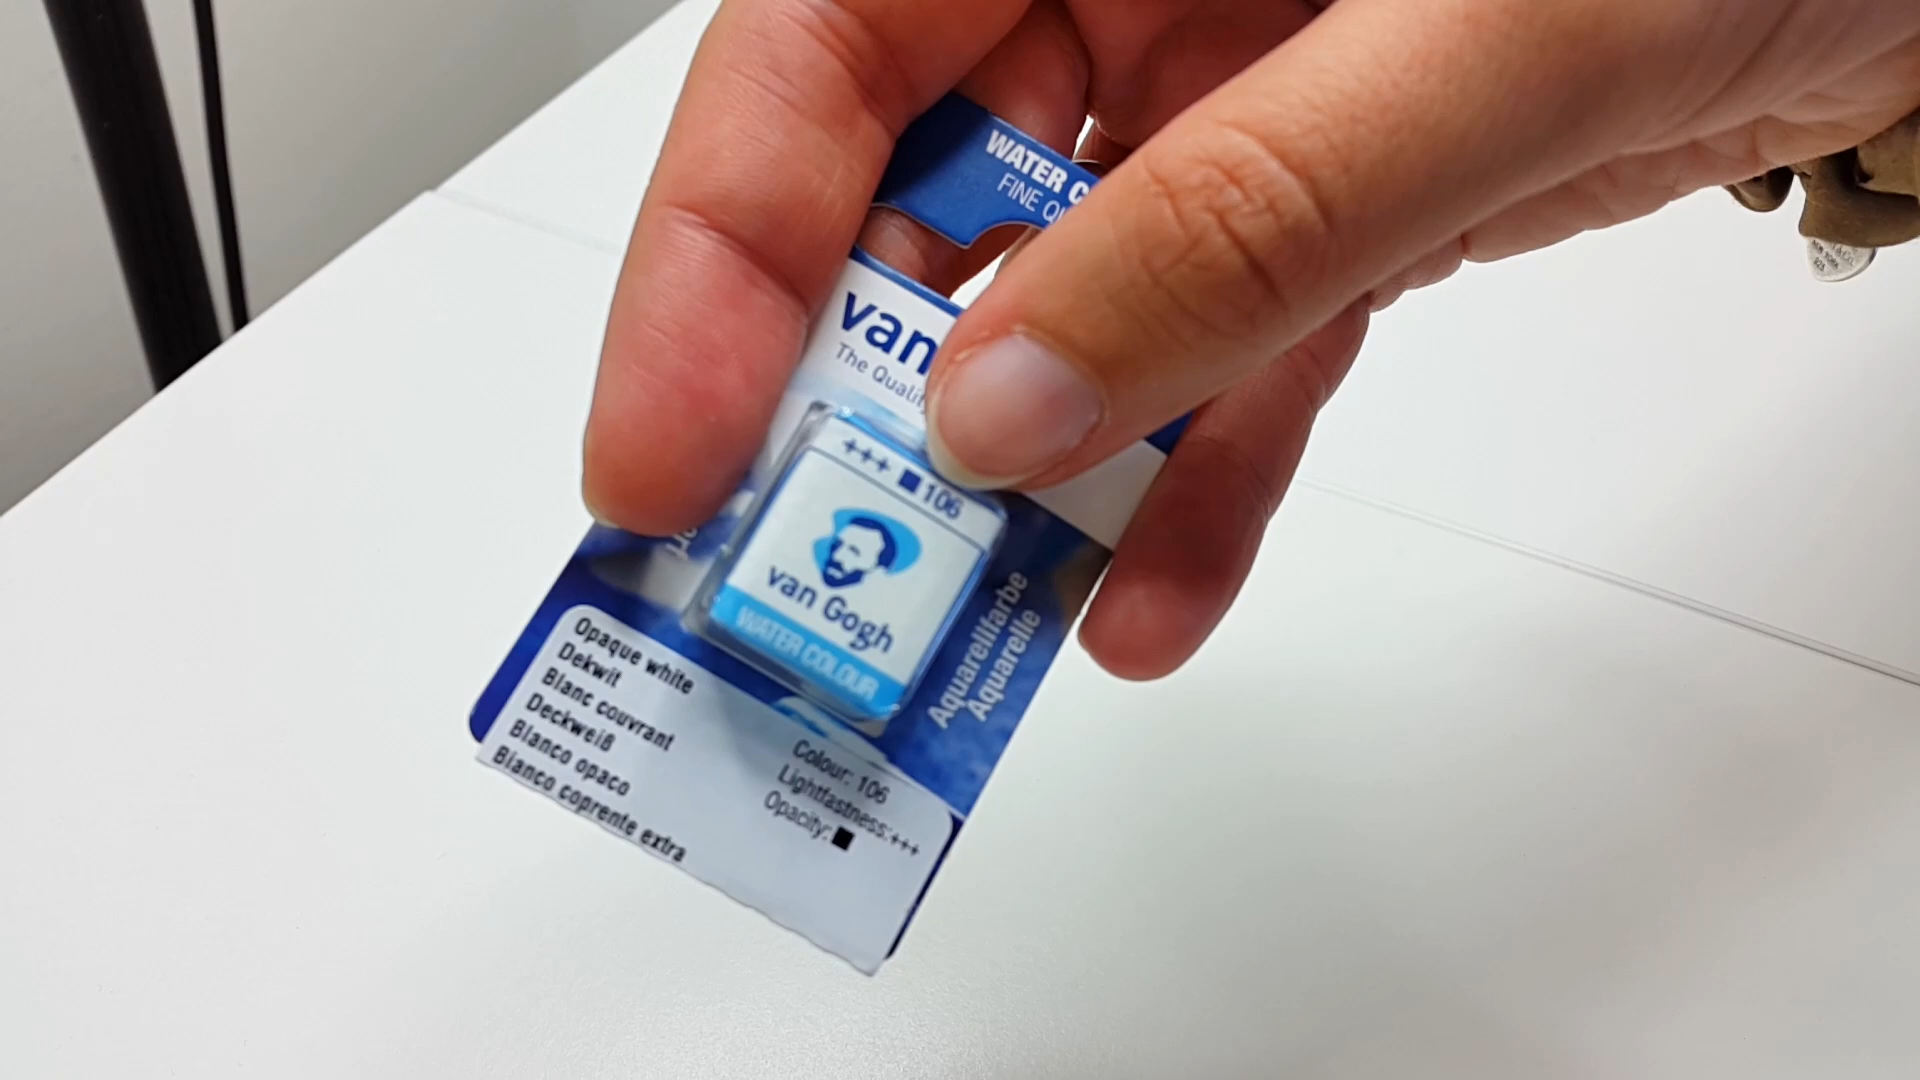 WATER C
FINE QU
van
The Quality
+++ ■106
van Gogh
WATER COLOUR
Aquarellfarbe
Aquarelle
Opaque white
Dekwit
Blanc couvrant
Deckweiß
Blanco opaco
Bianco coprente extra
Colour: 106
Lightfastness:+++
Opacity: ■